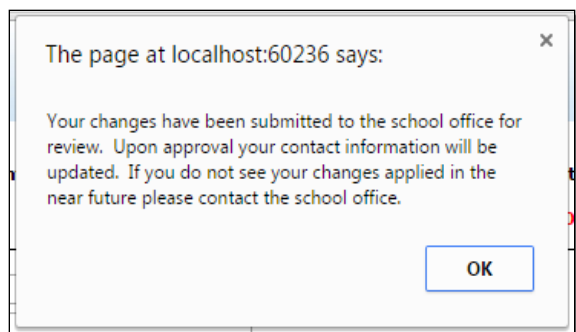 The page at localhost:60236 says:
Your changes have been submitted to the school office for
review.  Upon approval your contact information will be
updated.  If you do not see your changes applied in the
near future please contact the school office.
OK